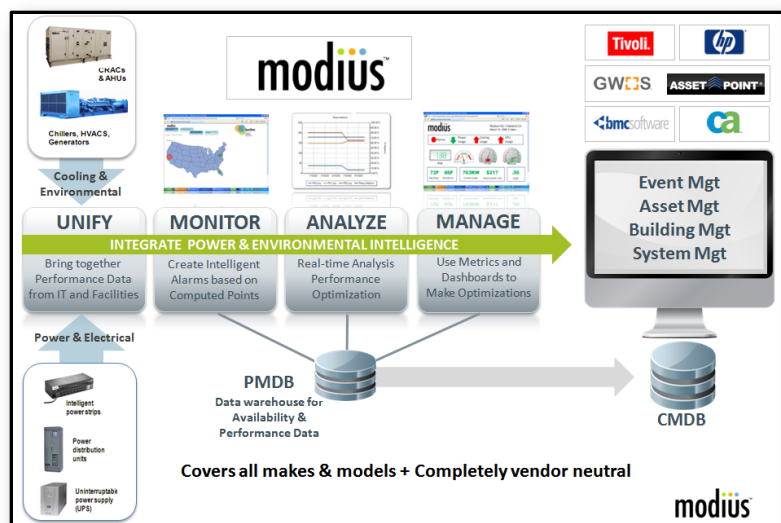 CRACs
& AHUs
Chillers, HVACS,
Generators
Cooling &
Environmental
modius™
Tivoli.
hp
GWOS
ASSET POINT
bmcsoftware
ca
Event Mgt
Asset Mgt
Building Mgt
System Mgt
UNIFY
MONITOR
ANALYZE
MANAGE
INTEGRATE POWER & ENVIRONMENTAL INTELLIGENCE
Bring together
Performance Data
from IT and Facilities
Create Intelligent
Alarms based on
Computed Points
Real-time Analysis
Performance
Optimization
Use Metrics and
Dashboards to
Make Optimizations
Power & Electrical
Intelligent
power strips
Power
distribution
units
Uninterruptable
power supply
(UPS)
PMDB
Data warehouse for
Availability &
Performance Data
CMDB
Covers all makes & models + Completely vendor neutral
modius™